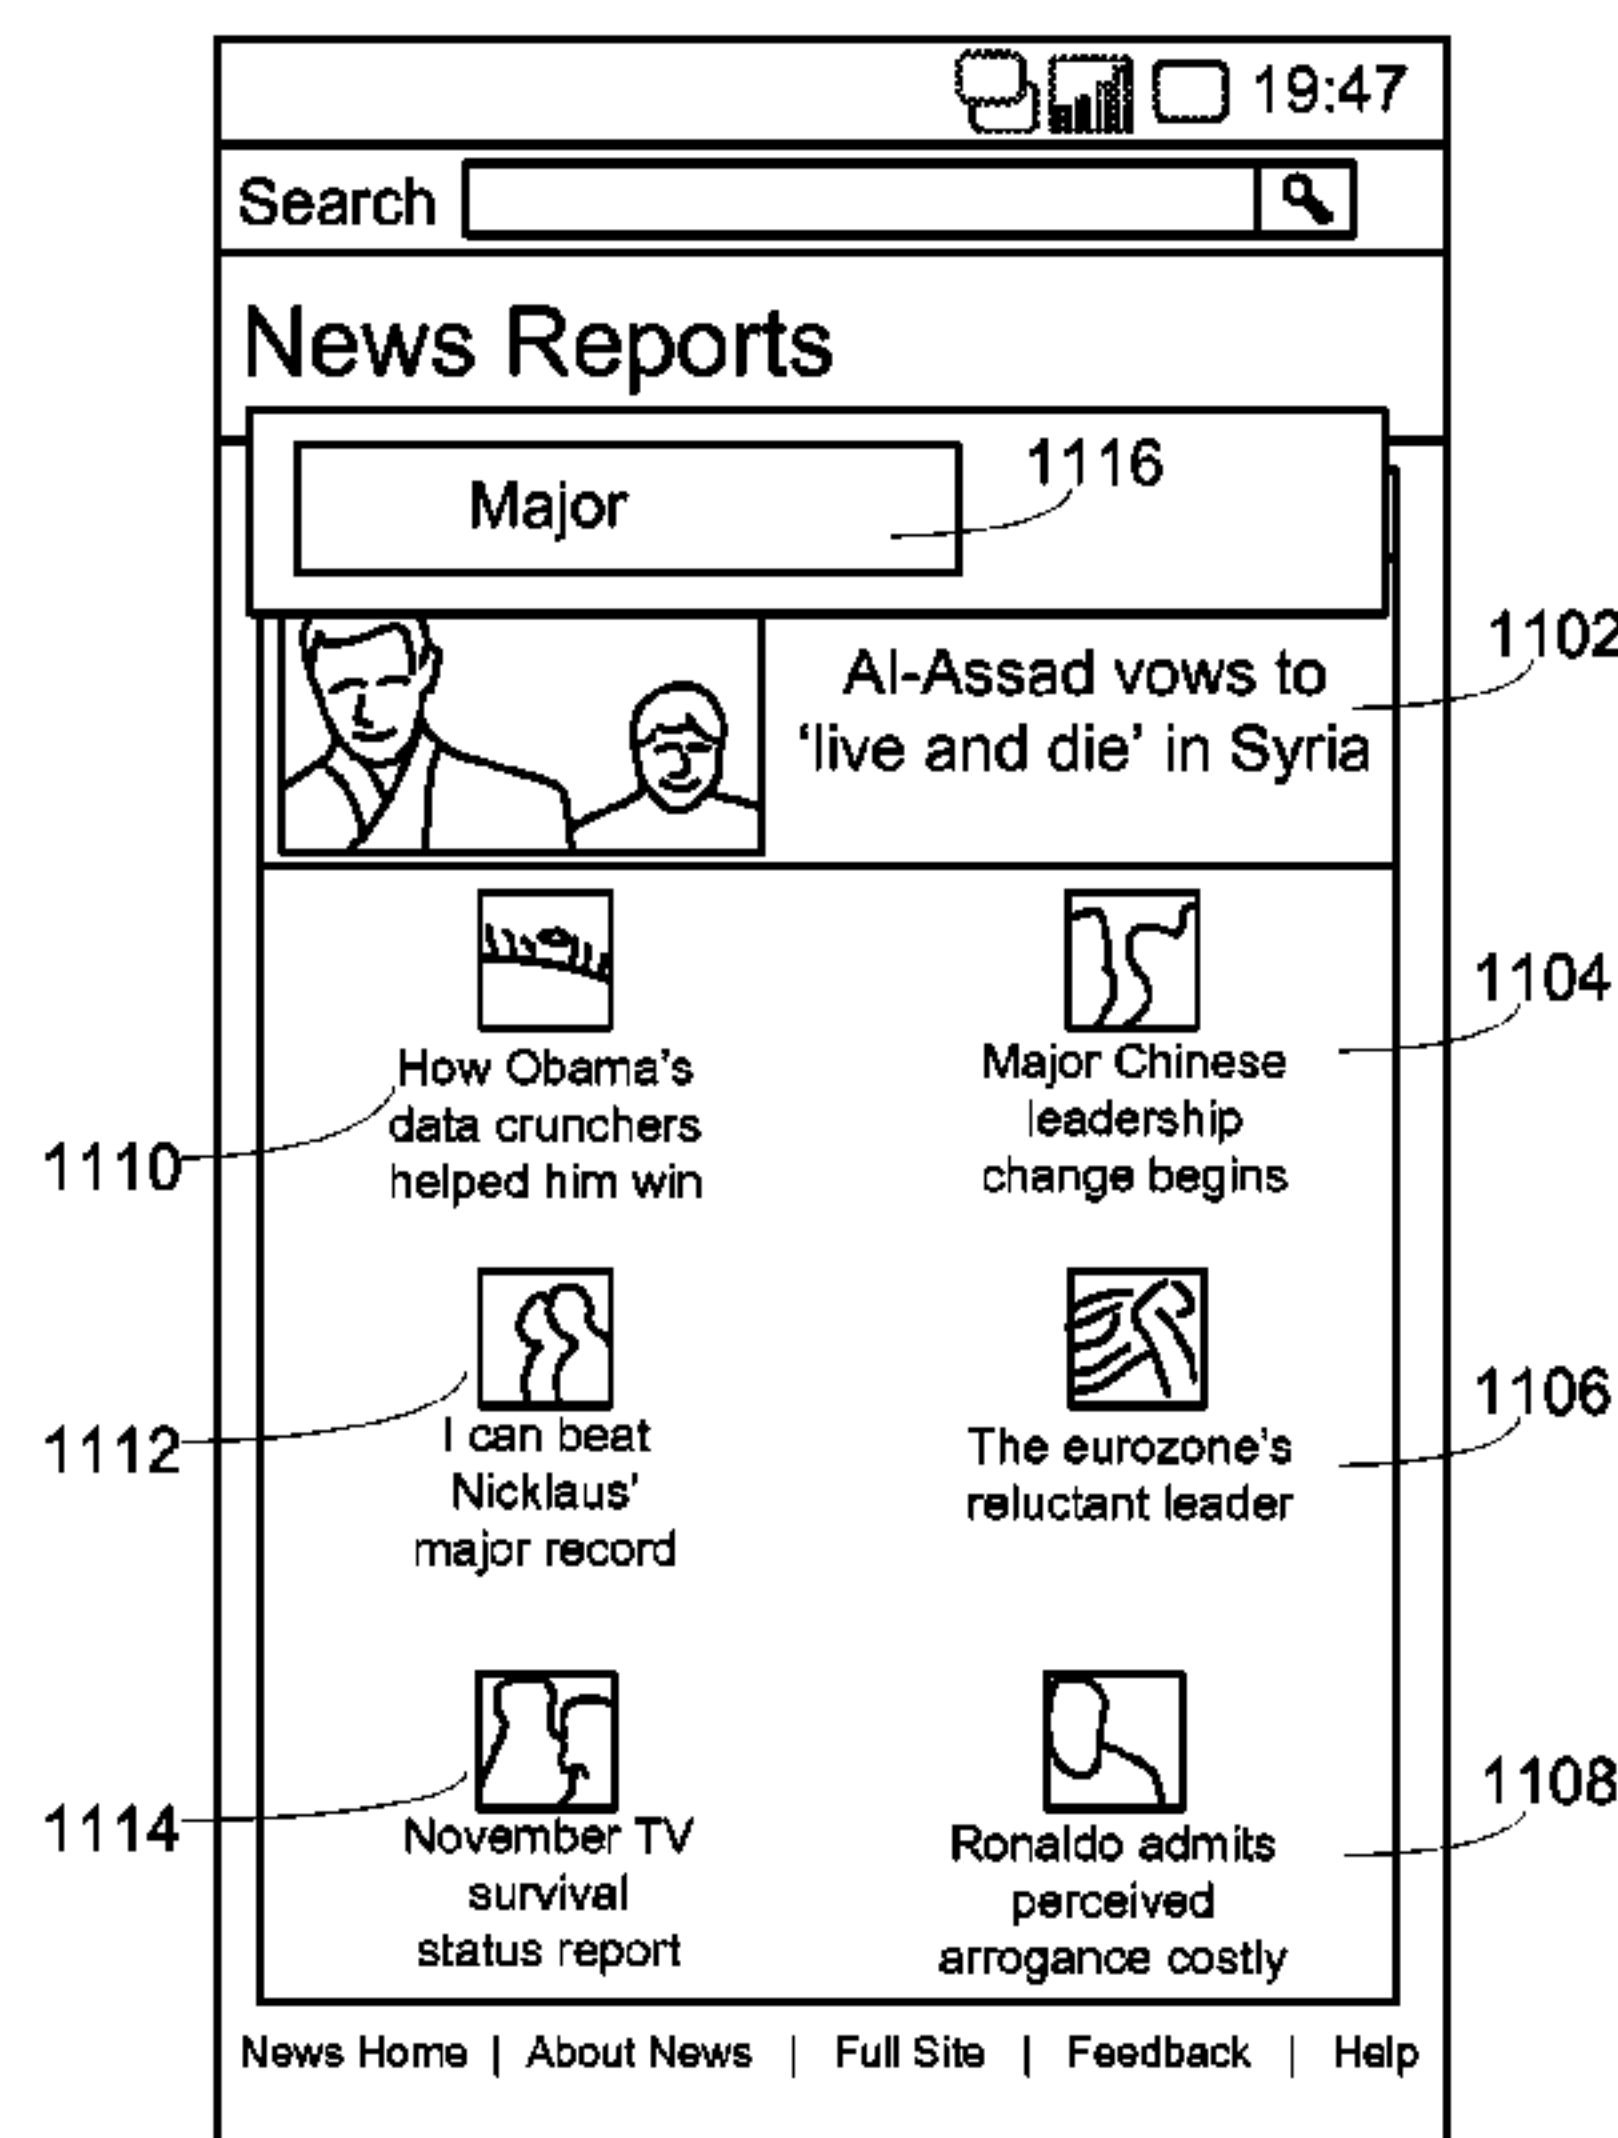 19:47
Search
News Reports
Major
1116
1102
Al-Assad vows to
‘live and die’ in Syria
1104
How Obama’s
data crunchers
helped him win
1110
Major Chinese
leadership
change begins
1112
I can beat
Nicklaus’
major record
1106
The eurozone’s
reluctant leader
1114
November TV
survival
status report
1108
Ronaldo admits
perceived
arrogance costly
News Home | About News | Full Site | Feedback | Help